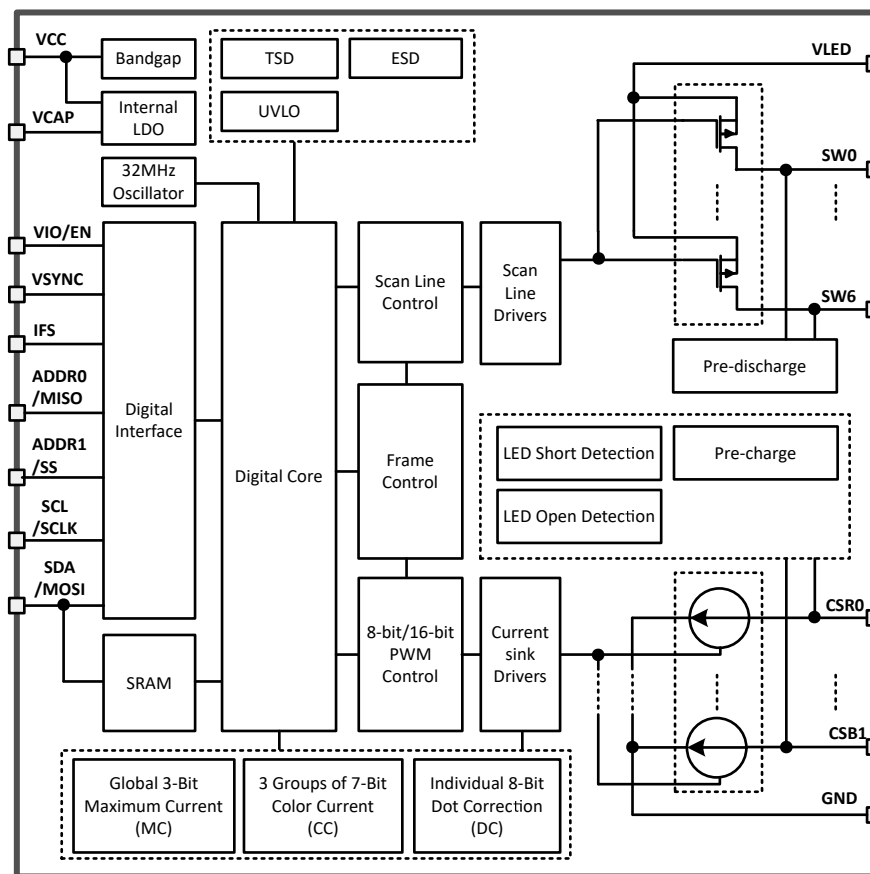 VCC
Bandgap
VCAP
Internal
LDO
32MHz
Oscillator
TSD
ESD
UVLO
VLED
SW0
SW6
VIO/EN
VSYNC
IFS
ADDR0
/MISO
ADDR1
/SS
SCL
/SCLK
SDA
/MOSI
Digital
Interface
SRAM
Digital Core
Scan Line
Control
Scan
Line
Drivers
Pre-discharge
Frame
Control
LED Short Detection
Pre-charge
LED Open Detection
8-bit/16-bit
PWM
Control
Current
sink
Drivers
CSR0
CSB1
GND
Global 3-Bit
Maximum Current
(MC)
3 Groups of 7-Bit
Color Current
(CC)
Individual 8-Bit
Dot Correction
(DC)